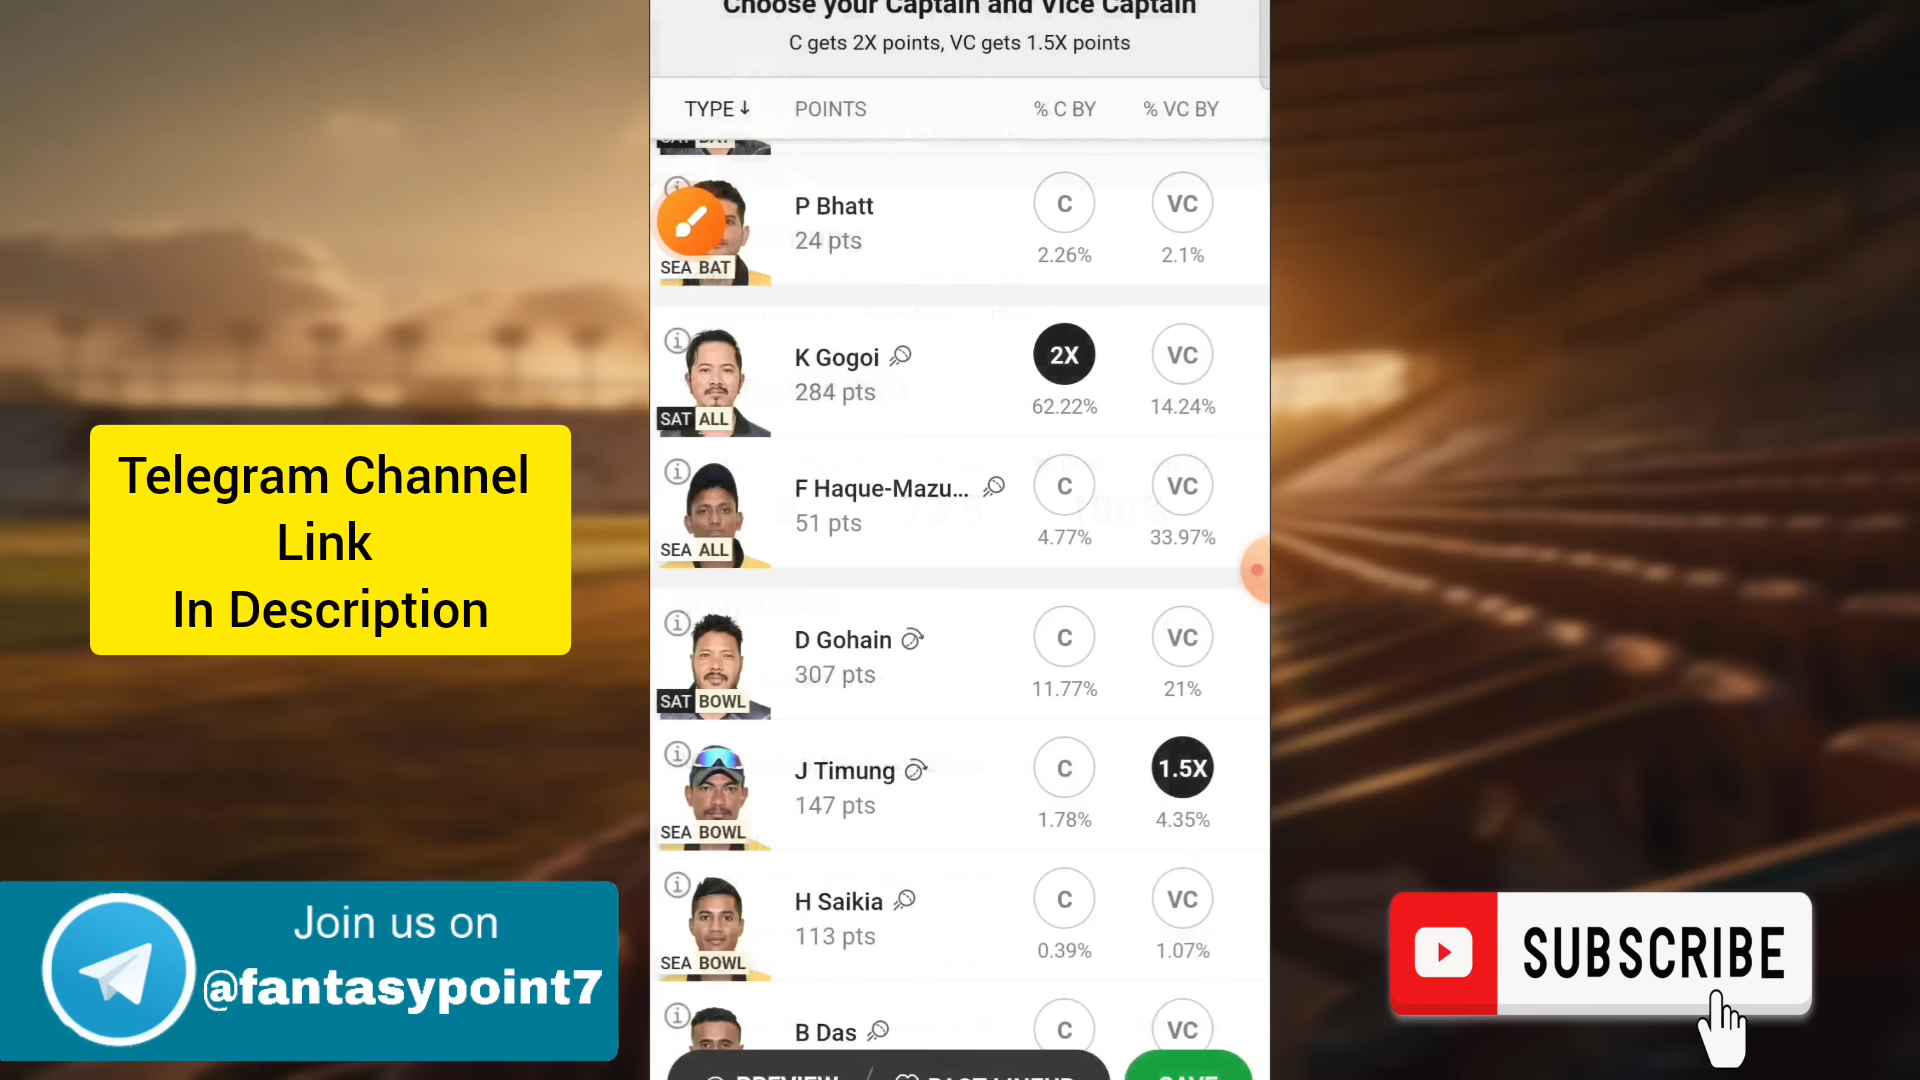 Choose your Captain and Vice Captain
C gets 2X points, VC gets 1.5X points
TYPE↓ POINTS % C BY % VC BY
P Bhatt C VC
24 pts 2.26% 2.1%
SEA BAT
K Gogoi 2X VC
284 pts 62.22% 14.24%
SAT ALL
F Haque-Mazu... C VC
51 pts 4.77% 33.97%
SEA ALL
D Gohain C VC
307 pts 11.77% 21%
SAT BOWL
J Timung C 1.5X
147 pts 1.78% 4.35%
SEA BOWL
H Saikia C VC
113 pts 0.39% 1.07%
SEA BOWL
B Das C VC
Telegram Channel
Link
In Description
Join us on
@fantasypoint7
SUBSCRIBE